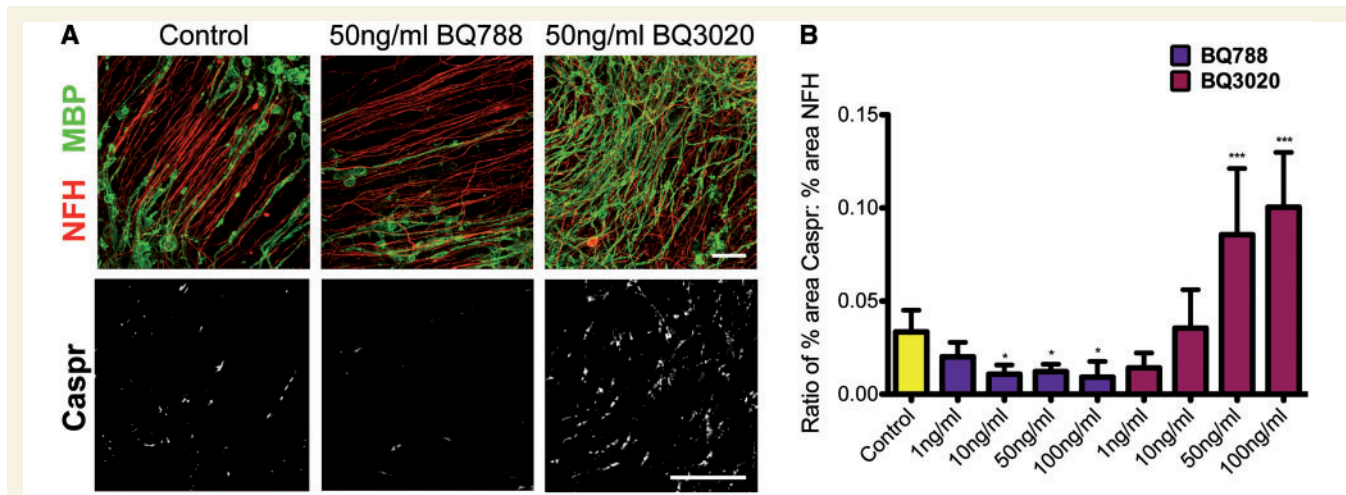 A
Control
50ng/ml BQ788
50ng/ml BQ3020
NFH MBP
Caspr
B
BQ788
BQ3020
Ratio of % area Caspr: % area NFH
0.15
0.10
0.05
0.00
*
*
*
***
***
Control
1ng/ml
10ng/ml
50ng/ml
100ng/ml
1ng/ml
10ng/ml
50ng/ml
100ng/ml